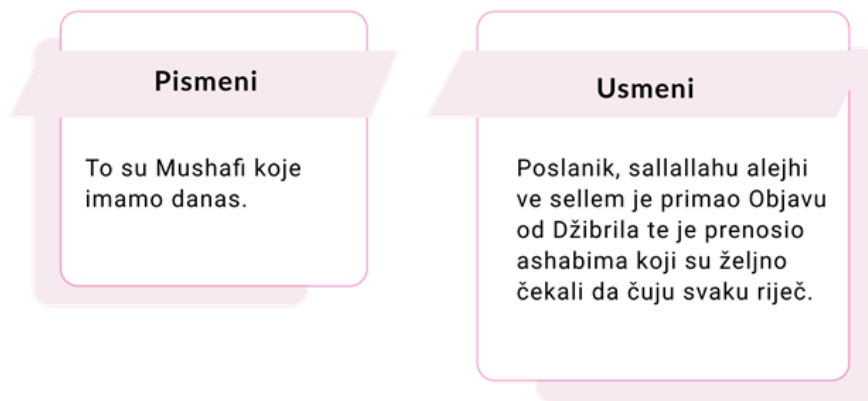 Pismeni
To su Mushafi koje
imamo danas.
Usmeni
Poslanik, sallallahu alejhi
ve sellem je primao Objavu
od Džibrila te je prenosio
ashabima koji su željno
čekali da čuju svaku riječ.